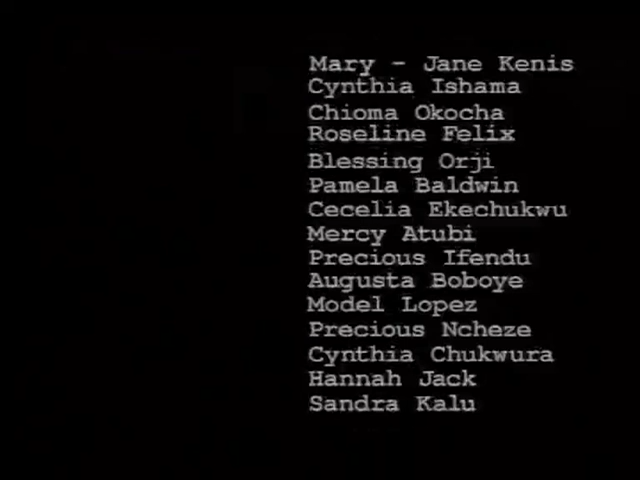 Mary - Jane Kenis
Cynthia Ishama
Chioma Okocha
Roseline Felix
Blessing Orji
Pamela Baldwin
Cecelia Ekechukwu
Mercy Atubi
Precious Ifendu
Augusta Boboye
Model Lopez
Precious Ncheze
Cynthia Chukwura
Hannah Jack
Sandra Kalu